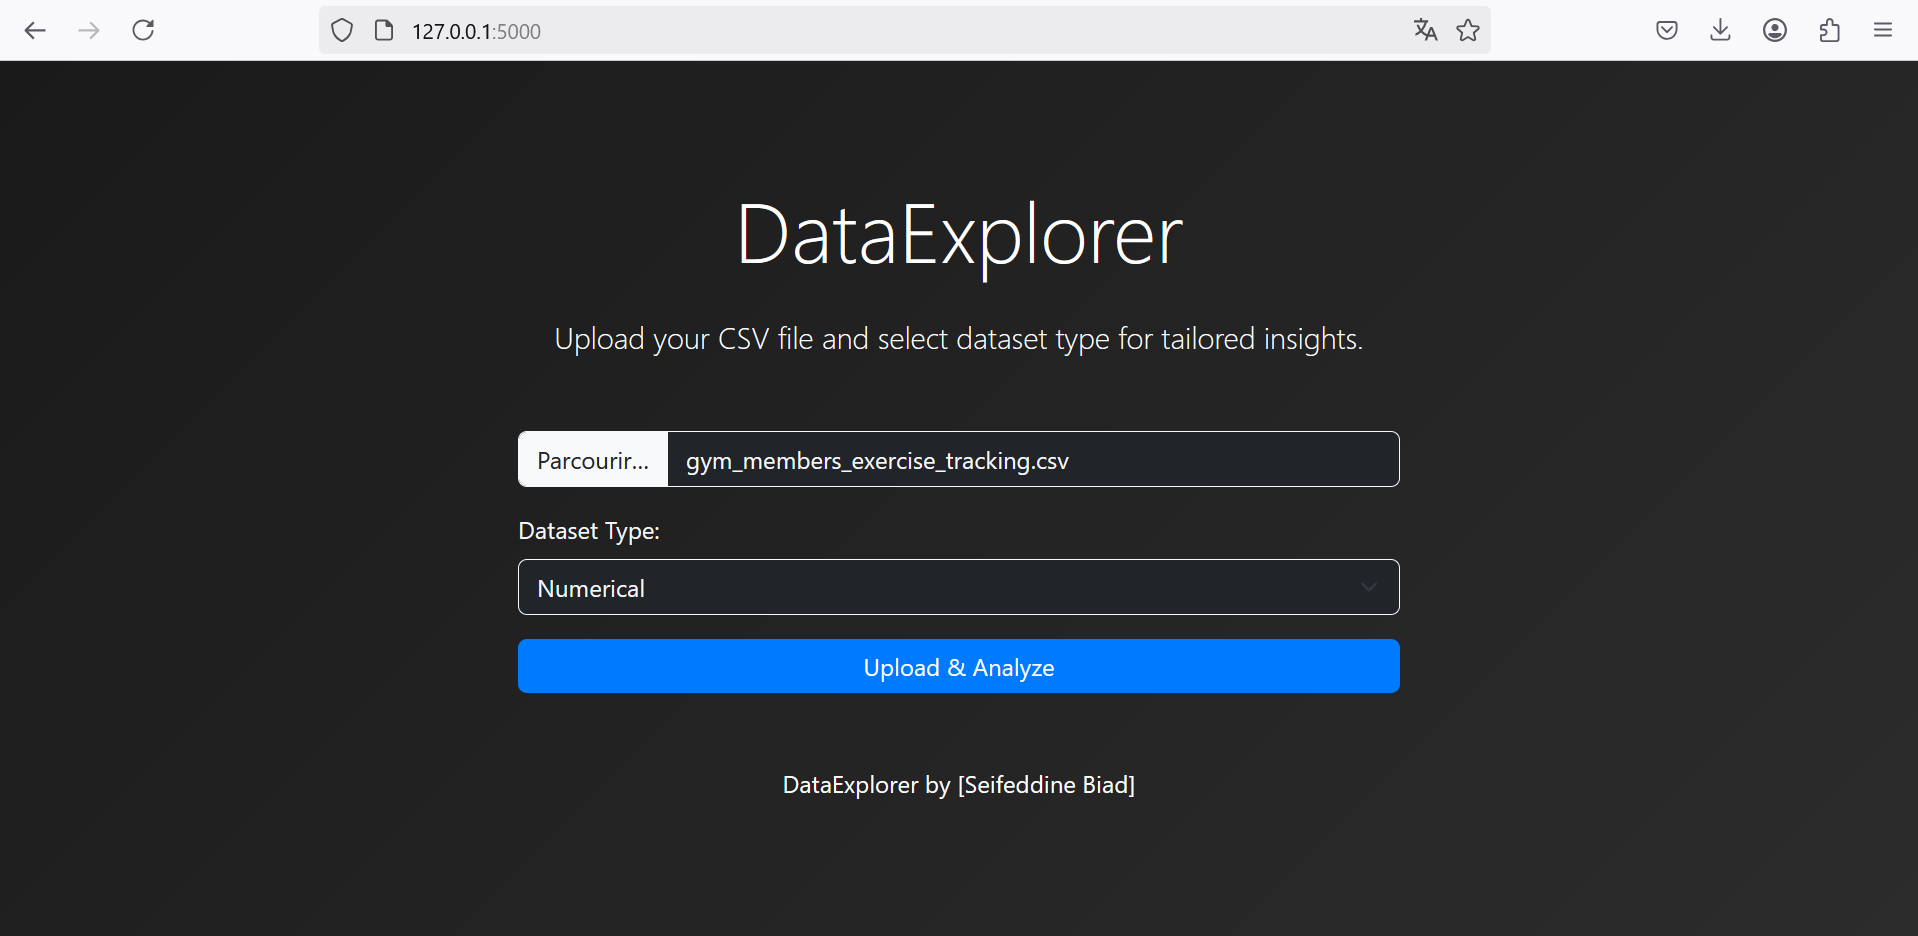 127.0.0.1:5000
DataExplorer
Upload your CSV file and select dataset type for tailored insights.
Parcourir... gym_members_exercise_tracking.csv
Dataset Type:
Numerical
Upload & Analyze
DataExplorer by [Seifeddine Biad]